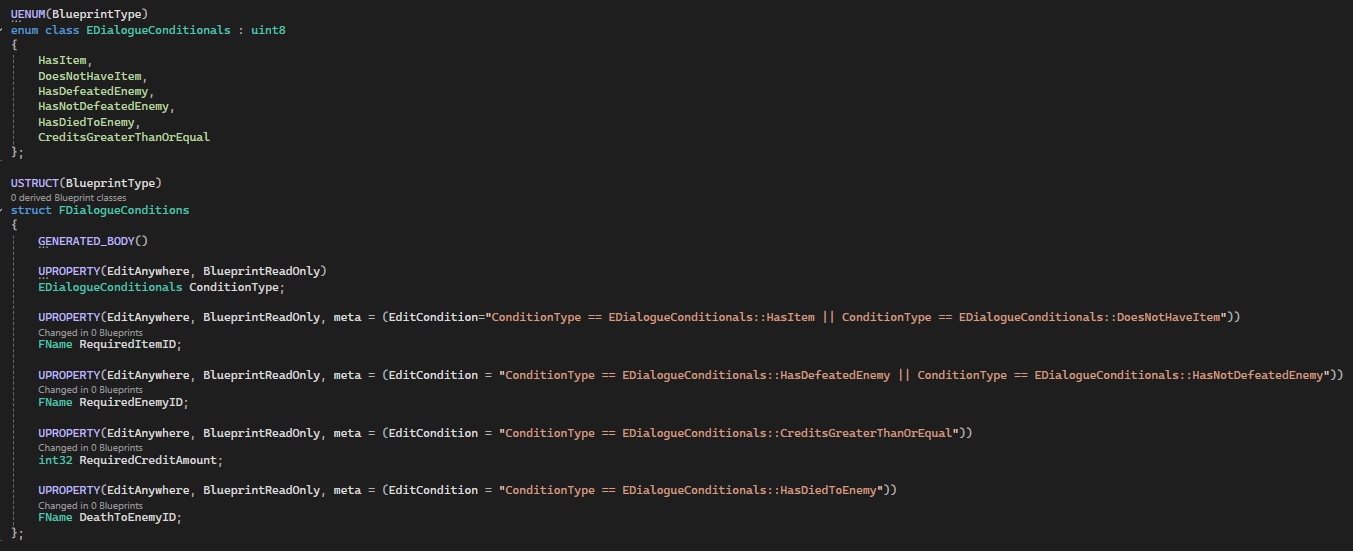 UENUM(BlueprintType)
enum class EDialogueConditionals : uint8
{
    HasItem,
    DoesNotHaveItem,
    HasDefeatedEnemy,
    HasNotDefeatedEnemy,
    HasDiedToEnemy,
    CreditsGreaterThanOrEqual
};
USTRUCT(BlueprintType)
0 derived Blueprint classes
struct FDialogueConditions
{
    GENERATED_BODY()
    UPROPERTY(EditAnywhere, BlueprintReadOnly)
    EDialogueConditionals ConditionType;
    UPROPERTY(EditAnywhere, BlueprintReadOnly, meta = (EditCondition="ConditionType == EDialogueConditionals::HasItem || ConditionType == EDialogueConditionals::DoesNotHaveItem"))
    Changed in 0 Blueprints
    FName RequiredItemID;
    UPROPERTY(EditAnywhere, BlueprintReadOnly, meta = (EditCondition = "ConditionType == EDialogueConditionals::HasDefeatedEnemy || ConditionType == EDialogueConditionals::HasNotDefeatedEnemy"))
    Changed in 0 Blueprints
    FName RequiredEnemyID;
    UPROPERTY(EditAnywhere, BlueprintReadOnly, meta = (EditCondition = "ConditionType == EDialogueConditionals::CreditsGreaterThanOrEqual"))
    Changed in 0 Blueprints
    int32 RequiredCreditAmount;
    UPROPERTY(EditAnywhere, BlueprintReadOnly, meta = (EditCondition = "ConditionType == EDialogueConditionals::HasDiedToEnemy"))
    Changed in 0 Blueprints
    FName DeathToEnemyID;
};